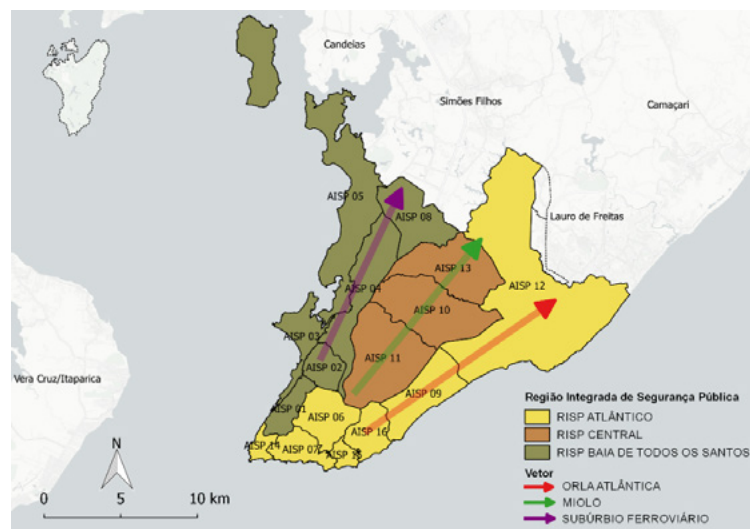 Candeias
Simões Filhos
Camaçari
AISP 05
AISP 08
Lauro de Freitas
AISP 13
AISP 12
AISP 04
AISP 10
AISP 03
AISP 11
AISP 02
Vera Cruz/Itaparica
AISP 09
AISP 01
AISP 06
AISP 16
AISP 14
AISP 07
AISP 15
Região Integrada de Segurança Pública
RISP ATLÂNTICO
RISP CENTRAL
RISP BAIA DE TODOS OS SANTOS
Vetor
ORLA ATLÂNTICA
MIOLO
SUBÚRBIO FERROVIÁRIO
N
0 5 10 km